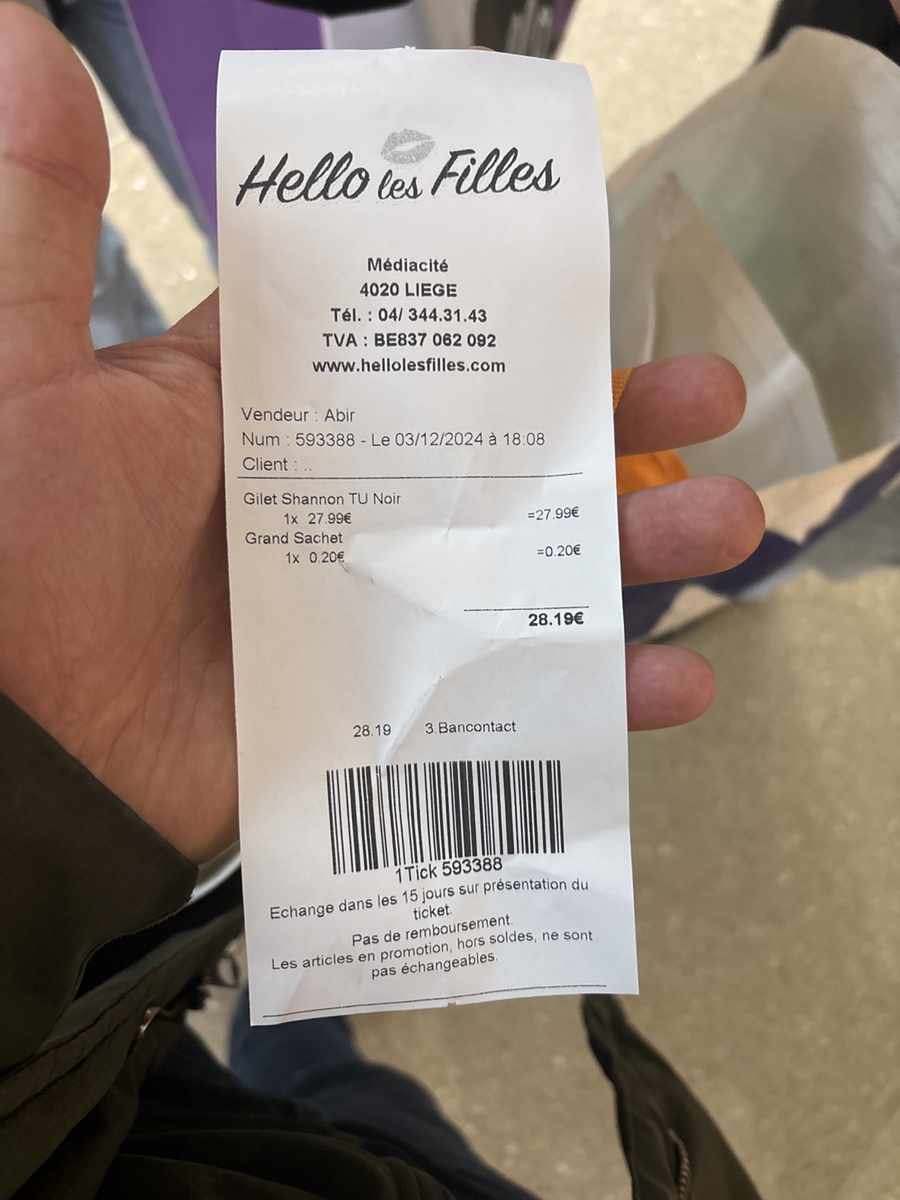 Hello les Filles
Médiacité
4020 LIEGE
Tél. : 04/ 344.31.43
TVA : BE837 062 092
www.hellolesfilles.com
Vendeur : Abir
Num : 593388 - Le 03/12/2024 à 18:08
Client : ..
Gilet Shannon TU Noir
1x 27.99€ =27.99€
Grand Sachet
1x 0.20€ =0.20€
28.19€
28.19 3.Bancontact
1Tick 593388
Echange dans les 15 jours sur présentation du
ticket.
Pas de remboursement.
Les articles en promotion, hors soldes, ne sont
pas échangeables.